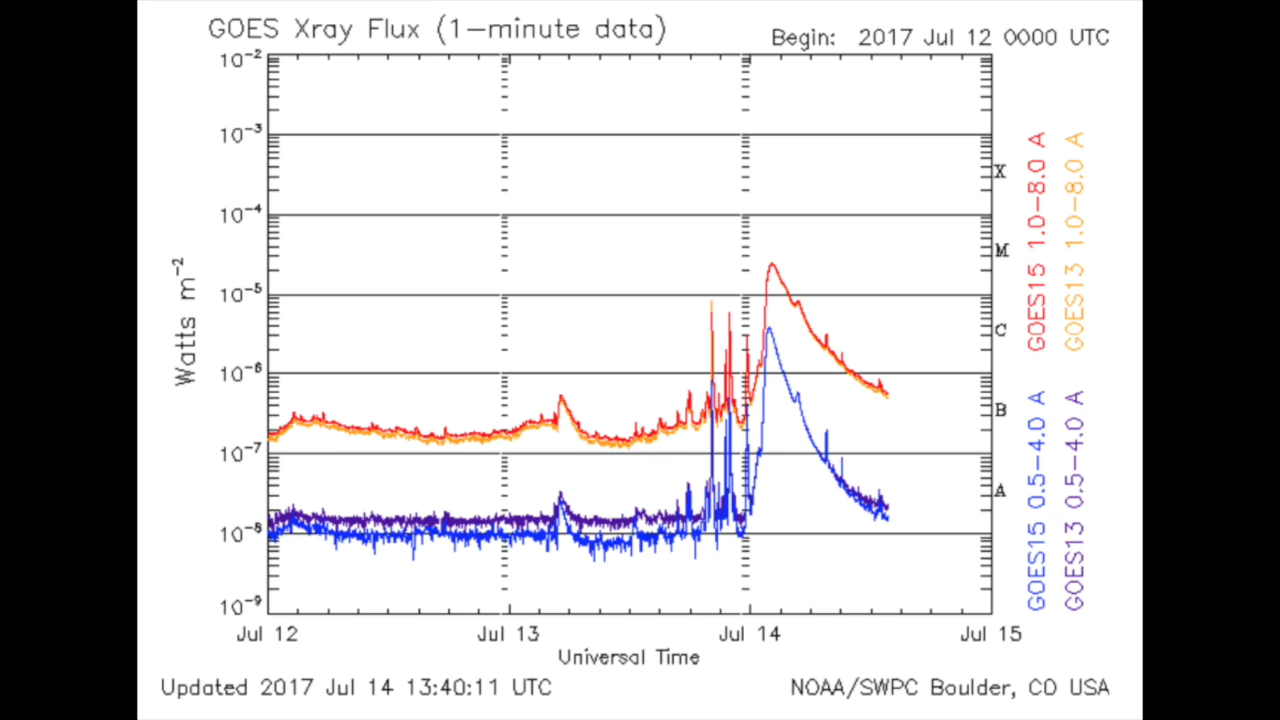 GOES Xray Flux (1-minute data)
Begin: 2017 Jul 12 0000 UTC
10-2
10-3
10-4
10-5
10-6
10-7
10-8
10-9
Watts m-2
X
M
C
B
A
GOES15 1.0-8.0 A
GOES13 1.0-8.0 A
GOES15 0.5-4.0 A
GOES13 0.5-4.0 A
Jul 12 Jul 13 Jul 14 Jul 15
Universal Time
Updated 2017 Jul 14 13:40:11 UTC
NOAA/SWPC Boulder, CO USA